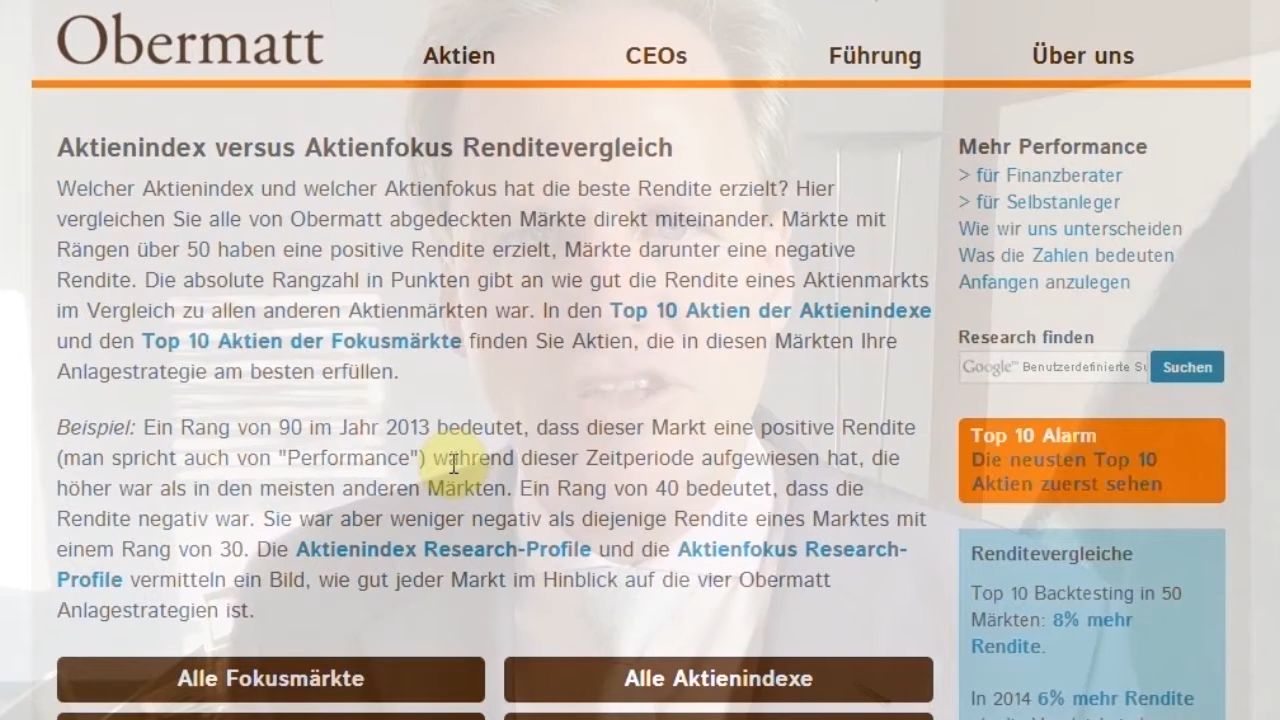 Obermatt
Aktien
CEOs
Führung
Über uns
Aktienindex versus Aktienfokus Renditevergleich
Welcher Aktienindex und welcher Aktienfokus hat die beste Rendite erzielt? Hier
vergleichen Sie alle von Obermatt abgedeckten Märkte direkt miteinander. Märkte mit
Rängen über 50 haben eine positive Rendite erzielt, Märkte darunter eine negative
Rendite. Die absolute Rangzahl in Punkten gibt an wie gut die Rendite eines Aktienmarkts
im Vergleich zu allen anderen Aktienmärkten war. In den Top 10 Aktien der Aktienindexe
und den Top 10 Aktien der Fokusmärkte finden Sie Aktien, die in diesen Märkten Ihre
Anlagestrategie am besten erfüllen.
Beispiel: Ein Rang von 90 im Jahr 2013 bedeutet, dass dieser Markt eine positive Rendite
(man spricht auch von "Performance") während dieser Zeitperiode aufgewiesen hat, die
höher war als in den meisten anderen Märkten. Ein Rang von 40 bedeutet, dass die
Rendite negativ war. Sie war aber weniger negativ als diejenige Rendite eines Marktes mit
einem Rang von 30. Die Aktienindex Research-Profile und die Aktienfokus Research-
Profile vermitteln ein Bild, wie gut jeder Markt im Hinblick auf die vier Obermatt
Anlagestrategien ist.
Alle Fokusmärkte
Alle Aktienindexe
Mehr Performance
> für Finanzberater
> für Selbstanleger
Wie wir uns unterscheiden
Was die Zahlen bedeuten
Anfangen anzulegen
Research finden
Google™ Benutzerdefinierte Su
Suchen
Top 10 Alarm
Die neusten Top 10
Aktien zuerst sehen
Renditevergleiche
Top 10 Backtesting in 50
Märkten: 8% mehr
Rendite.
In 2014 6% mehr Rendite